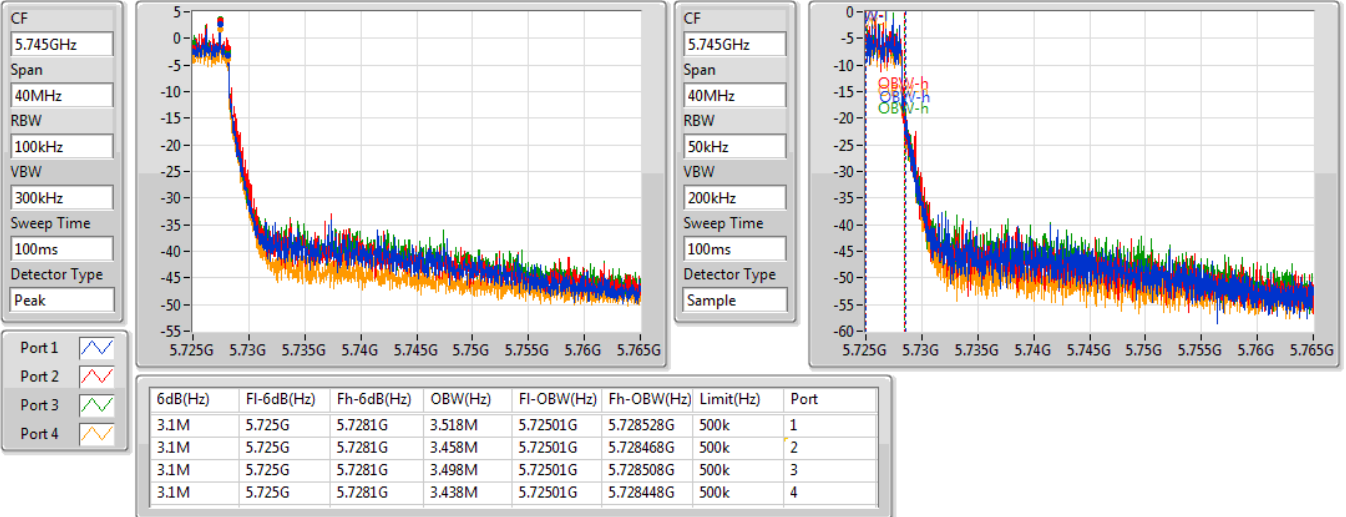 CF
5.745GHz
Span
40MHz
RBW
100kHz
VBW
300kHz
Sweep Time
100ms
Detector Type
Peak
5
0
-5
-10
-15
-20
-25
-30
-35
-40
-45
-50
-55
5.725G 5.73G 5.735G 5.74G 5.745G 5.75G 5.755G 5.76G 5.765G
CF
5.745GHz
Span
40MHz
RBW
50kHz
VBW
200kHz
Sweep Time
100ms
Detector Type
Sample
0
-5
-10
-15
-20
-25
-30
-35
-40
-45
-50
-55
-60
OBW-h
OBW-h
OBW-h
5.725G 5.73G 5.735G 5.74G 5.745G 5.75G 5.755G 5.76G 5.765G
Port 1
Port 2
Port 3
Port 4
6dB(Hz) Fl-6dB(Hz) Fh-6dB(Hz) OBW(Hz) Fl-OBW(Hz) Fh-OBW(Hz) Limit(Hz) Port
3.1M 5.725G 5.7281G 3.518M 5.72501G 5.728528G 500k 1
3.1M 5.725G 5.7281G 3.458M 5.72501G 5.728468G 500k 2
3.1M 5.725G 5.7281G 3.498M 5.72501G 5.728508G 500k 3
3.1M 5.725G 5.7281G 3.438M 5.72501G 5.728448G 500k 4